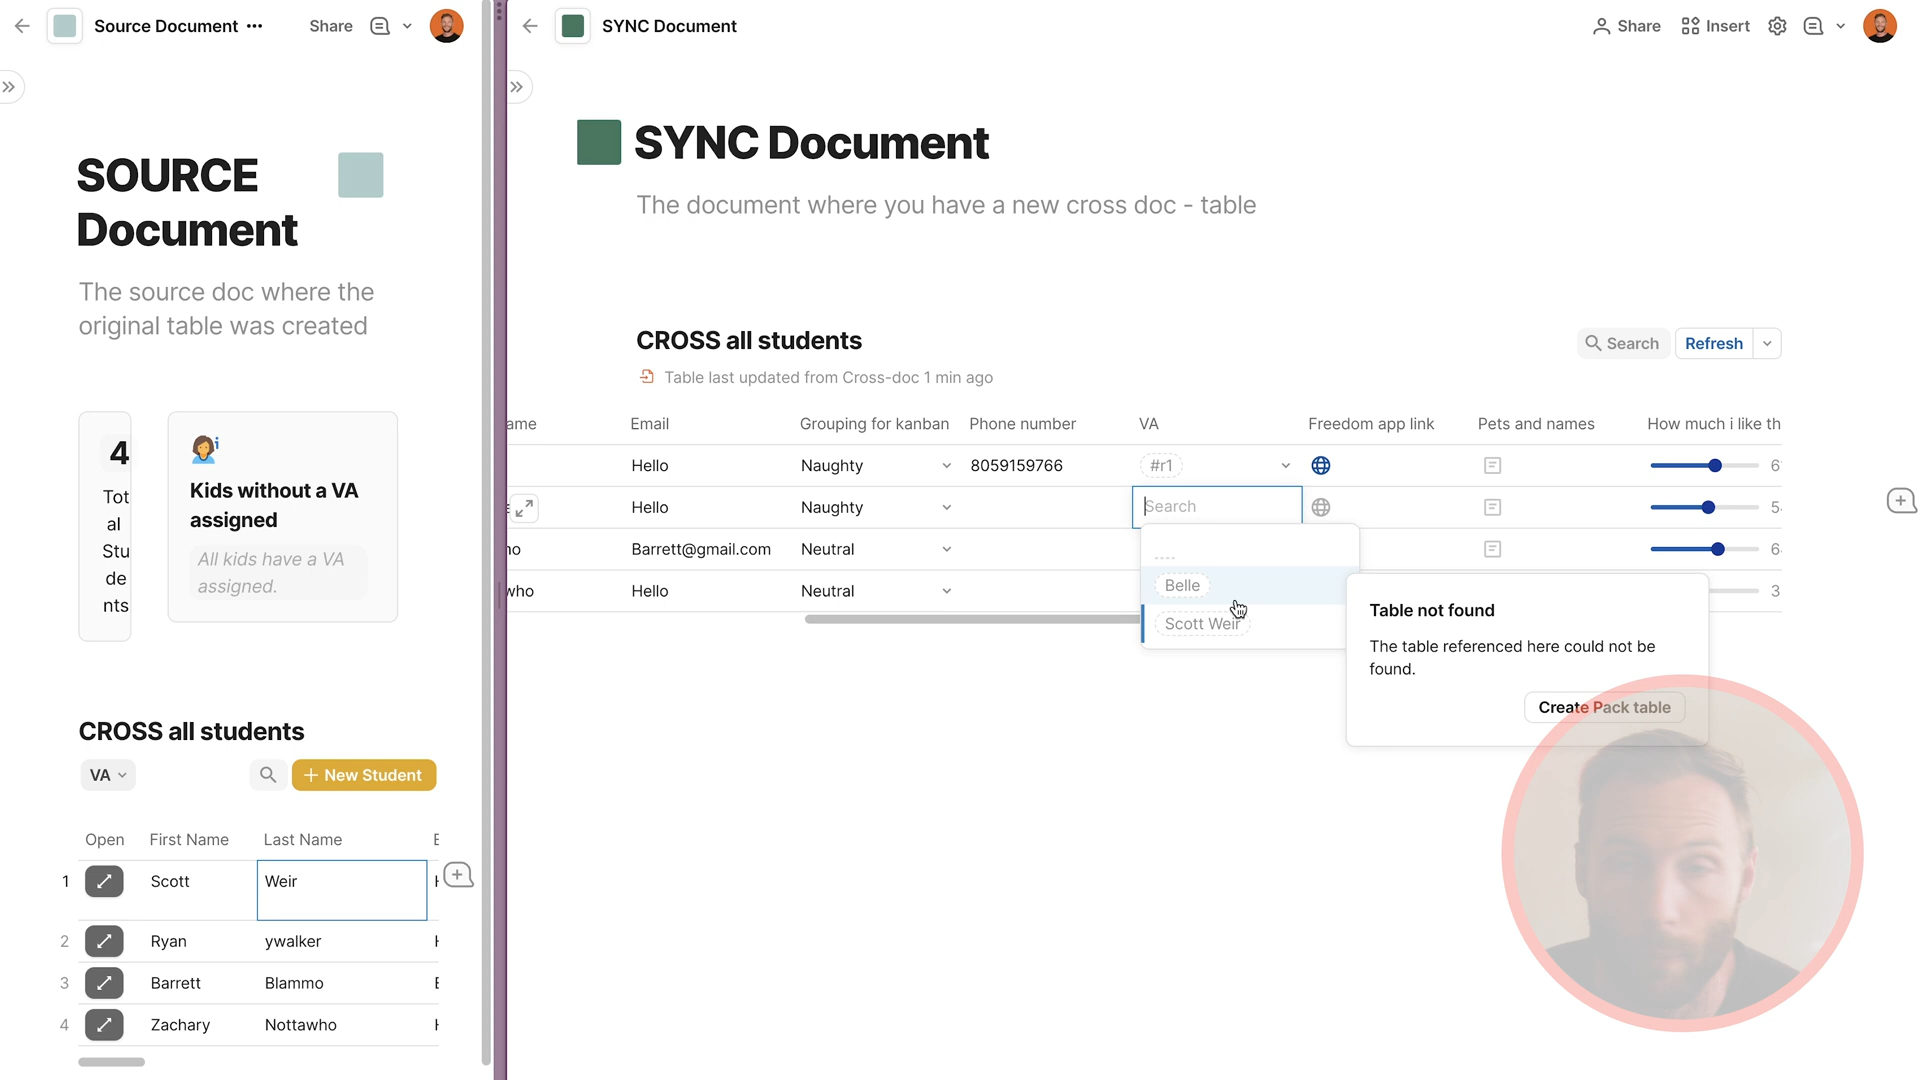 Source Document
Share
SOURCE
Document
The source doc where the
original table was created
4
Tot
al
Stu
de
nts
Kids without a VA
assigned
All kids have a VA
assigned.
CROSS all students
VA
New Student
Open First Name Last Name
1 Scott Weir
2 Ryan ywalker
3 Barrett Blammo
4 Zachary Nottawho
SYNC Document
Share Insert
SYNC Document
The document where you have a new cross doc - table
CROSS all students
Search Refresh
Table last updated from Cross-doc 1 min ago
ame Email Grouping for kanban Phone number VA Freedom app link Pets and names How much i like th
Hello Naughty 8059159766 #r1 6
Hello Naughty Search 5
no Barrett@gmail.com Neutral 6
who Hello Neutral 3
Belle
Scott Weir
Table not found
The table referenced here could not be
found.
Create Pack table